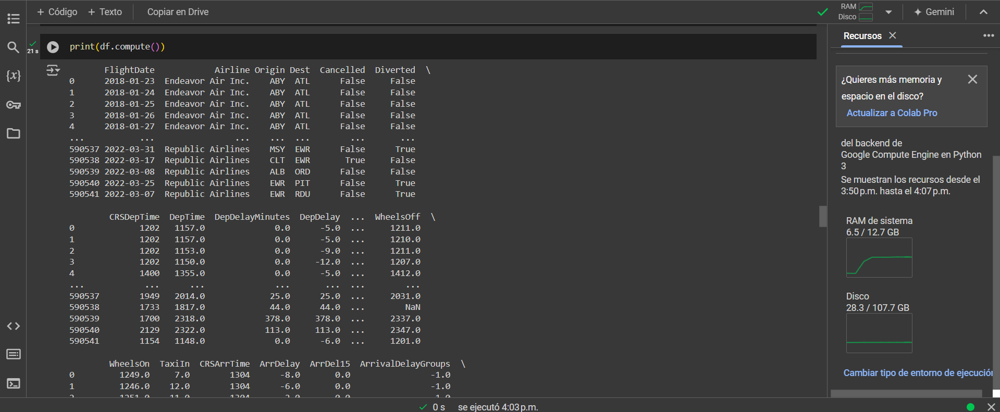 + Código + Texto Copiar en Drive RAM Disco Gemini
21 s
print(df.compute())
FlightDate Airline Origin Dest Cancelled Diverted \
0 2018-01-23 Endeavor Air Inc. ABY ATL False False
1 2018-01-24 Endeavor Air Inc. ABY ATL False False
2 2018-01-25 Endeavor Air Inc. ABY ATL False False
3 2018-01-26 Endeavor Air Inc. ABY ATL False False
4 2018-01-27 Endeavor Air Inc. ABY ATL False False
... ... ... ... ... ... ...
590537 2022-03-31 Republic Airlines MSY EWR False True
590538 2022-03-17 Republic Airlines CLT EWR True False
590539 2022-03-08 Republic Airlines ALB ORD False False
590540 2022-03-25 Republic Airlines EWR PIT False True
590541 2022-03-07 Republic Airlines EWR RDU False True
CRSDepTime DepTime DepDelayMinutes DepDelay ... WheelsOff \
0 1202 1157.0 0.0 -5.0 ... 1211.0
1 1202 1157.0 0.0 -5.0 ... 1210.0
2 1202 1153.0 0.0 -9.0 ... 1211.0
3 1202 1150.0 0.0 -12.0 ... 1207.0
4 1400 1355.0 0.0 -5.0 ... 1412.0
... ... ... ... ... ... ...
590537 1949 2014.0 25.0 25.0 ... 2031.0
590538 1733 1817.0 44.0 44.0 ... NaN
590539 1700 2318.0 378.0 378.0 ... 2337.0
590540 2129 2322.0 113.0 113.0 ... 2347.0
590541 1154 1148.0 0.0 -6.0 ... 1201.0
WheelsOn TaxiIn CRSArrTime ArrDelay ArrDel15 ArrivalDelayGroups \
0 1249.0 7.0 1304 -8.0 0.0 -1.0
1 1246.0 12.0 1304 -6.0 0.0 -1.0
Recursos
¿Quieres más memoria y
espacio en el disco?
Actualizar a Colab Pro
del backend de
Google Compute Engine en Python
3
Se muestran los recursos desde el
3:50 p.m. hasta el 4:07 p.m.
RAM de sistema
6.5 / 12.7 GB
Disco
28.3 / 107.7 GB
Cambiar tipo de entorno de ejecución
0 s se ejecutó 4:03 p.m.